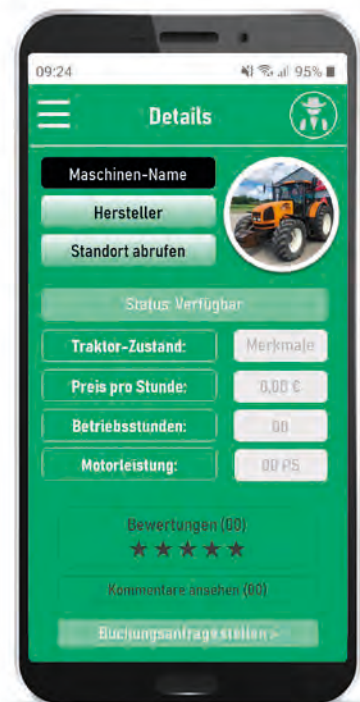 09:24
95%
Details
Maschinen-Name
Hersteller
Standort abrufen
Status: Verfügbar
Traktor-Zustand:
Merkmale
Preis pro Stunde:
0,00 €
Betriebsstunden:
00
Motorleistung:
00 PS
Bewertungen (00)
★★★★★
Kommentare ansehen (00)
Buchungsanfrage stellen >